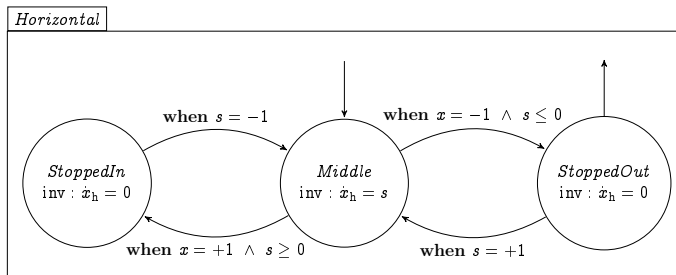 Horizontal
when s = −1
when x = −1 ∧ s ≤ 0
StoppedIn
inv : ẋh = 0
Middle
inv : ẋh = s
StoppedOut
inv : ẋh = 0
when x = +1 ∧ s ≥ 0
when s = +1